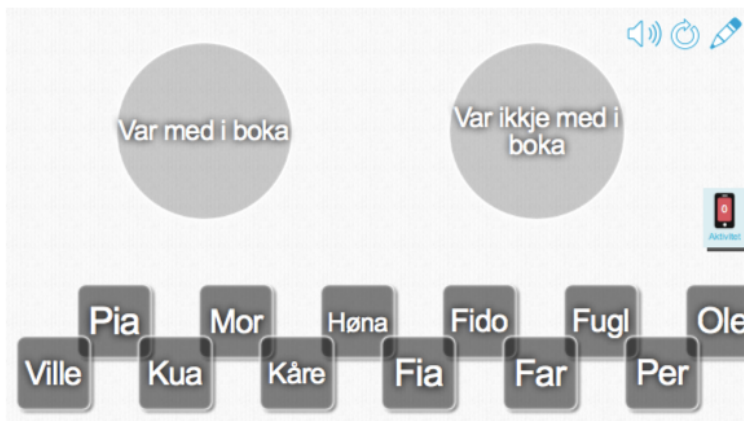 Var med i boka
Var ikkje med i
boka
0
Aktivitet
Pia
Mor
Høna
Fido
Fugl
Ole
Ville
Kua
Kåre
Fia
Far
Per